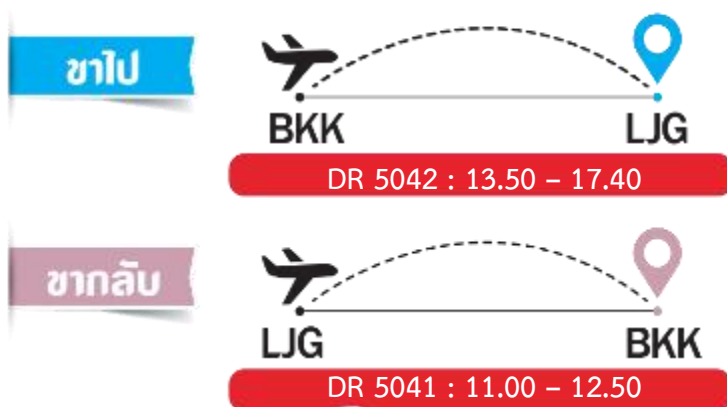 ขาไป
BKK LJG
DR 5042 : 13.50 – 17.40
ขากลับ
LJG BKK
DR 5041 : 11.00 – 12.50